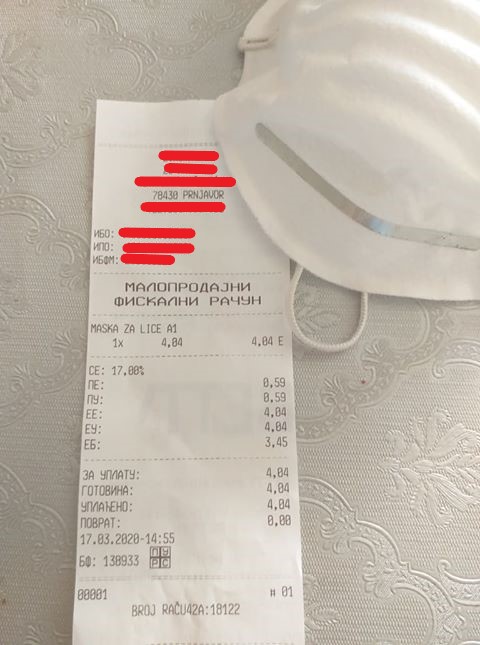 78430 PRNJAVOR
ИБО:
ИПО:
ИБФМ:
МАЛОПРОДАЈНИ
ФИСКАЛНИ РАЧУН
MASKA ZA LICE A1
1x 4,04 4,04 E
СЕ: 17,00%
ПЕ: 0,59
ПУ: 0,59
ЕЕ: 4,04
ЕУ: 4,04
ЕБ: 3,45
ЗА УПЛАТУ: 4,04
ГОТОВИНА: 4,04
УПЛАЋЕНО: 4,04
ПОВРАТ: 0,00
17.03.2020-14:55
БФ: 130933 ПУРС
00001 # 01
BROJ RAČU42A:18122